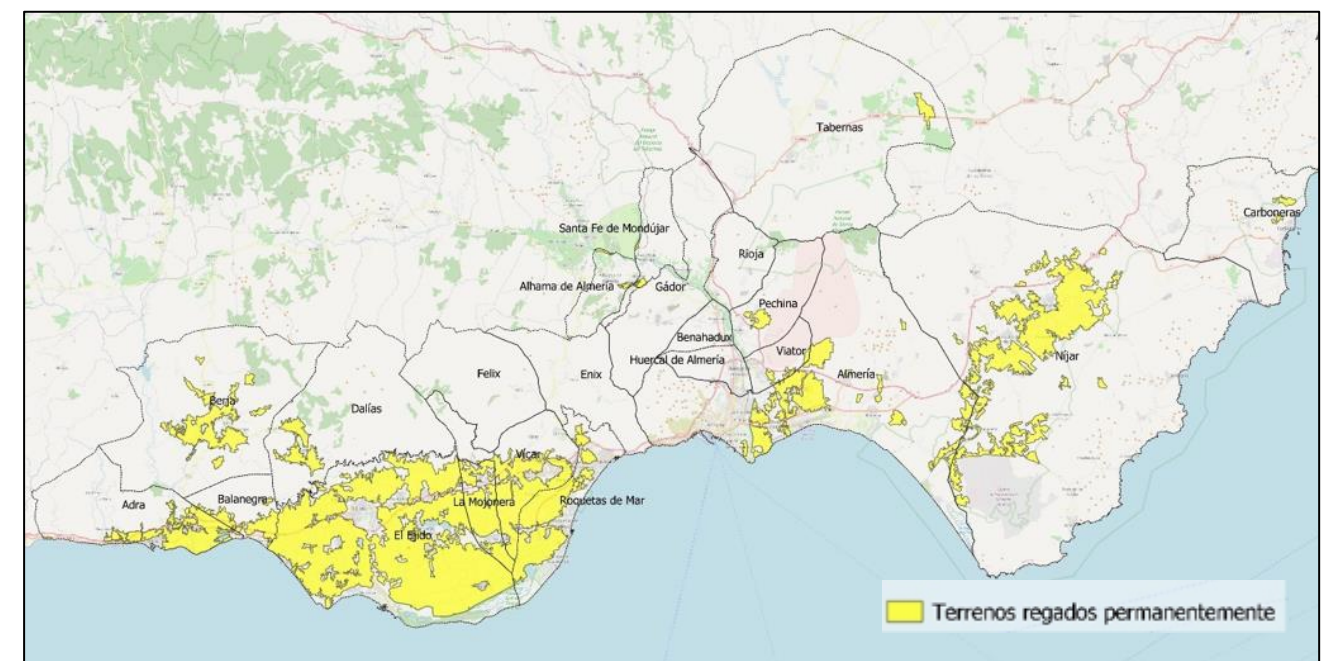 Tabernas
Carboneras
Santa Fe de Mondújar
Rioja
Alhama de Almería
Gádor
Pechina
Benahadux
Viator
Huercal de Almería
Níjar
Felix
Enix
Almería
Berja
Dalías
Vícar
La Mojonera
Roquetas de Mar
Balanegra
Adra
El Ejido
Terrenos regados permanentemente